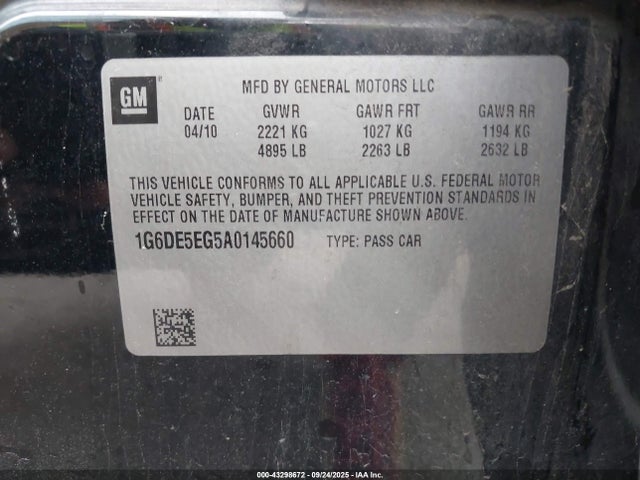 GM ®
MFD BY GENERAL MOTORS LLC
DATE GVWR GAWR FRT GAWR RR
04/10 2221 KG 1027 KG 1194 KG
4895 LB 2263 LB 2632 LB
THIS VEHICLE CONFORMS TO ALL APPLICABLE U.S. FEDERAL MOTOR
VEHICLE SAFETY, BUMPER, AND THEFT PREVENTION STANDARDS IN
EFFECT ON THE DATE OF MANUFACTURE SHOWN ABOVE.
1G6DE5EG5A0145660 TYPE: PASS CAR
000-43298672 - 09/24/2025 - IAA Inc.